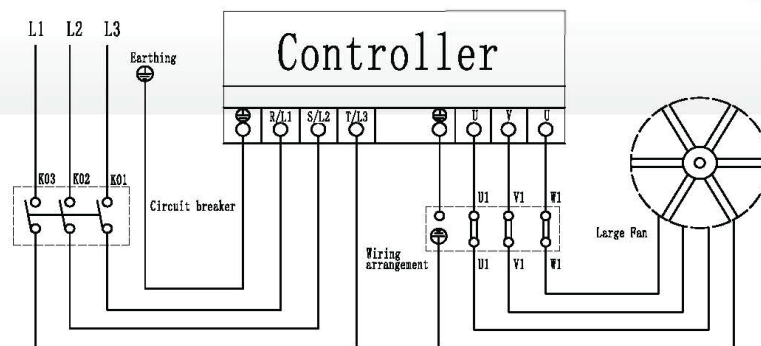 L1 L2 L3
Earthing
Controller
R/L1 S/L2 T/L3 U V U
K03 K02 K01
Circuit breaker
U1 V1 W1
Wiring
arrangement
Large Fan
U1 V1 W1